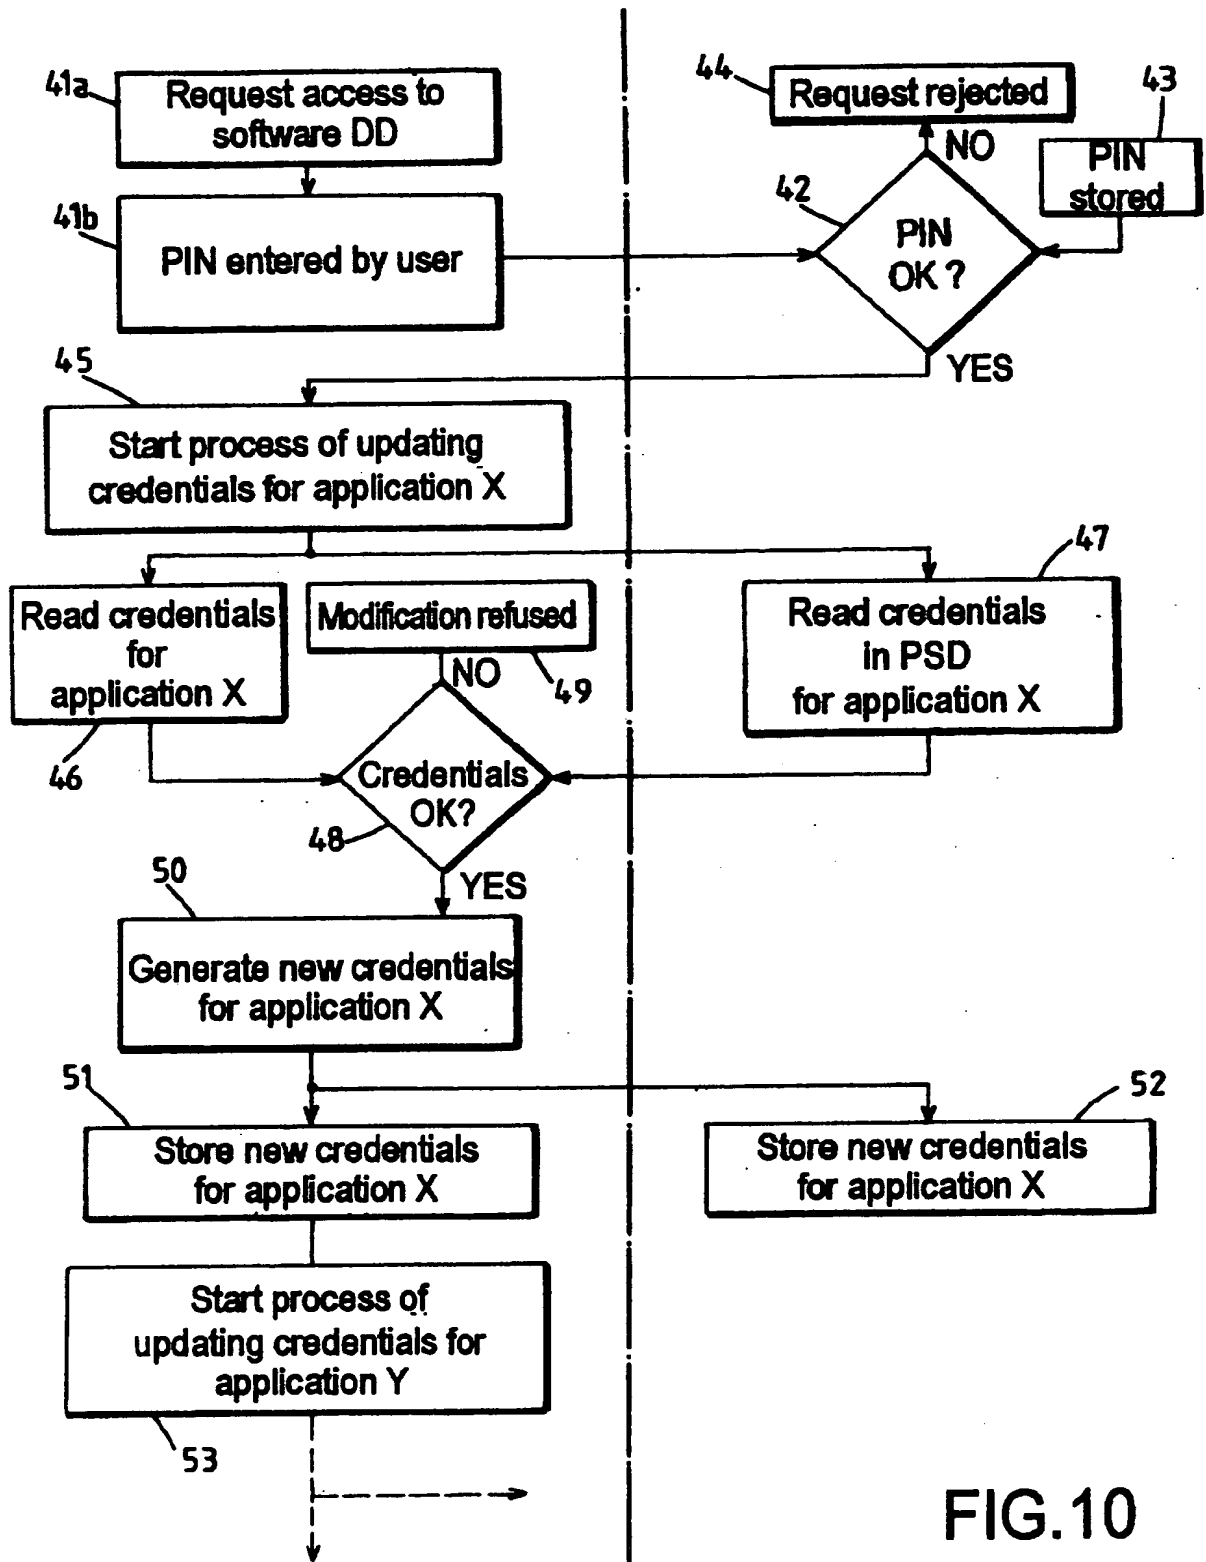 41a
Request access to
software DD
44
Request rejected
43
PIN
stored
NO
42
PIN
OK ?
YES
41b
PIN entered by user
45
Start process of updating
credentials for application X
Read credentials
for
application X
46
Modification refused
49
NO
47
Read credentials
in PSD
for application X
Credentials
OK?
48
YES
50
Generate new credentials
for application X
51
Store new credentials
for application X
52
Store new credentials
for application X
Start process of
updating credentials for
application Y
53
FIG.10